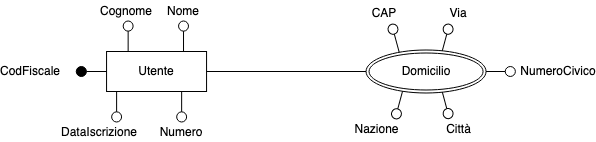 Cognome
Nome
CAP
Via
CodFiscale
Utente
Domicilio
NumeroCivico
DataIscrizione
Numero
Nazione
Città